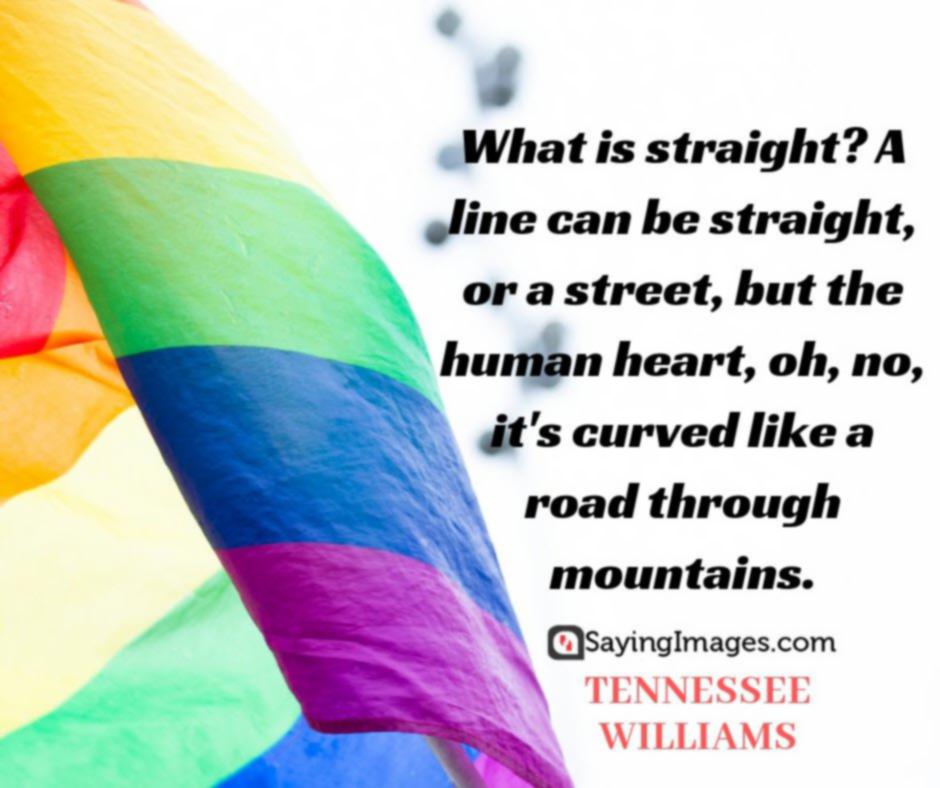 What is straight? A
line can be straight,
or a street, but the
human heart, oh, no,
it's curved like a
road through
mountains.
SayingImages.com
TENNESSEE
WILLIAMS